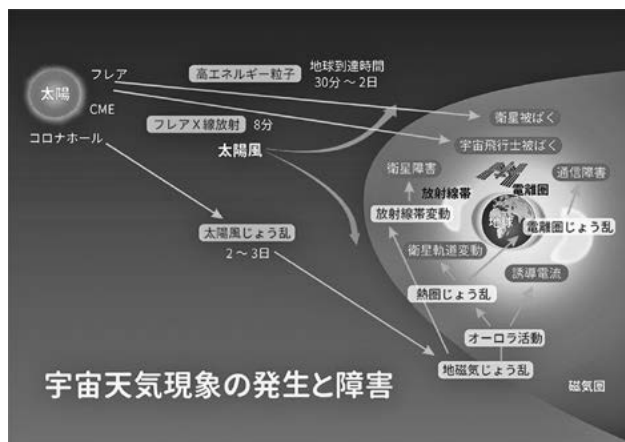 太陽
フレア
CME
コロナホール
高エネルギー粒子
地球到達時間
30分～2日
フレアX線放射
8分
太陽風
太陽風じょう乱
2～3日
衛星被ばく
宇宙飛行士被ばく
衛星障害
通信障害
放射線帯
電離圏
放射線帯変動
地球
電離圏じょう乱
衛星軌道変動
誘導電流
熱圏じょう乱
オーロラ活動
地磁気じょう乱
磁気圏
宇宙天気現象の発生と障害